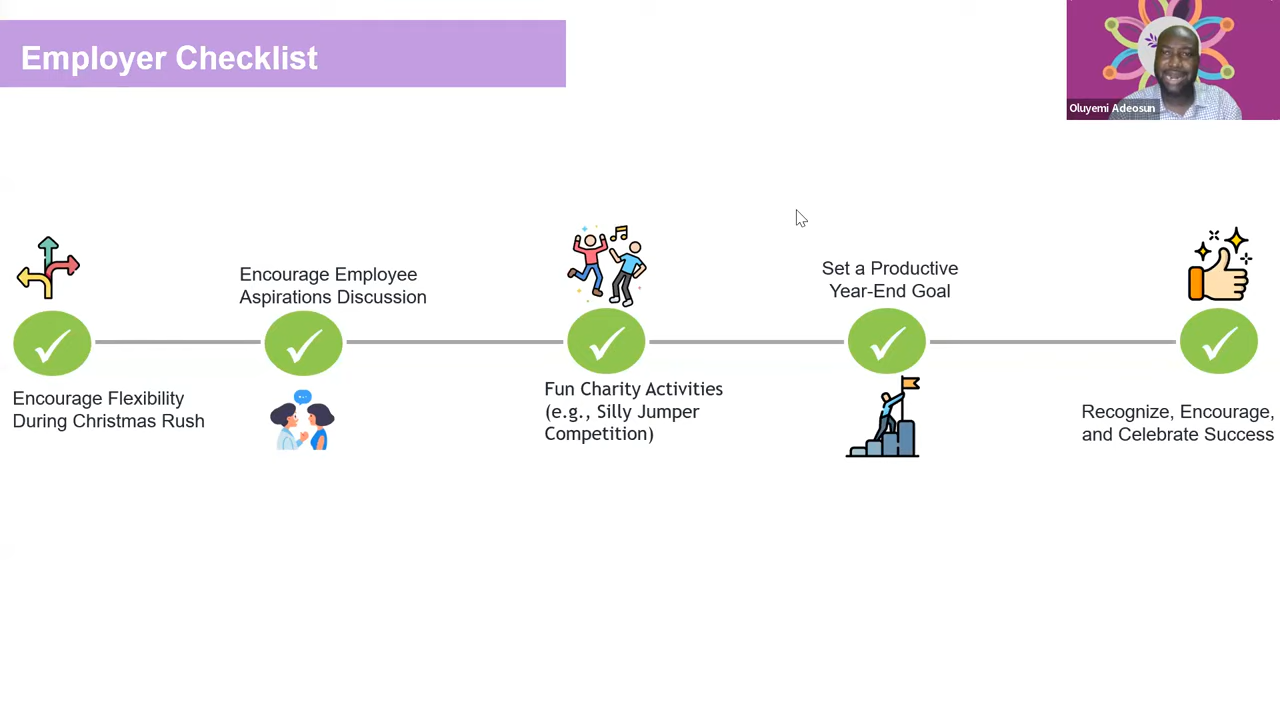 Employer Checklist
Oluyemi Adeosun
Encourage Flexibility
During Christmas Rush
Encourage Employee
Aspirations Discussion
Fun Charity Activities
(e.g., Silly Jumper
Competition)
Set a Productive
Year-End Goal
Recognize, Encourage,
and Celebrate Success